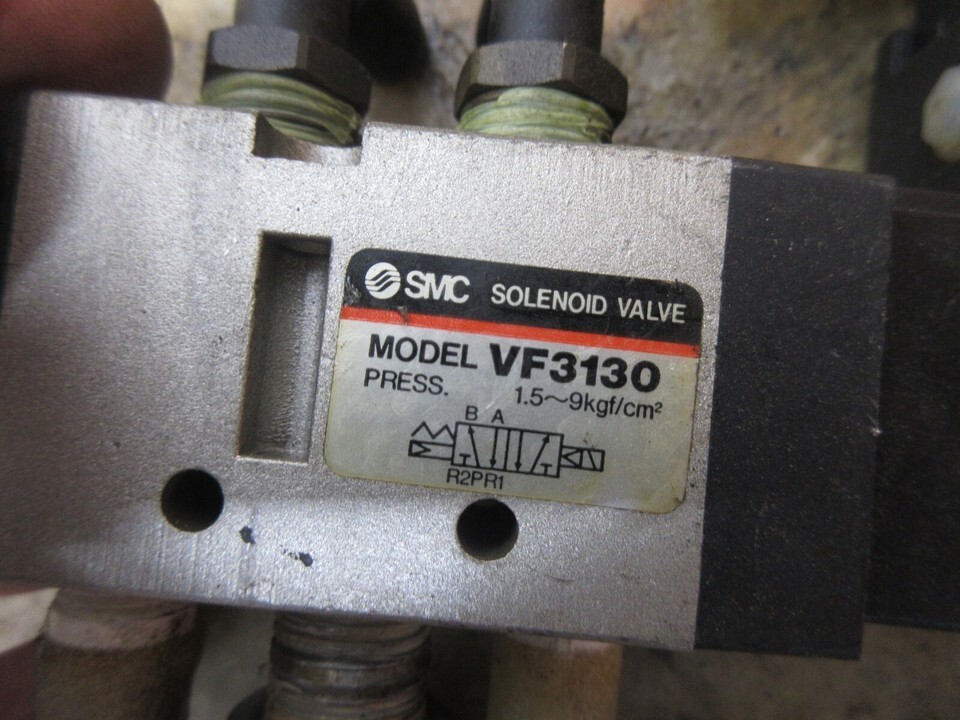 SMC SOLENOID VALVE
MODEL VF3130
PRESS. 1.5～9kgf/cm²
B A
R2PR1